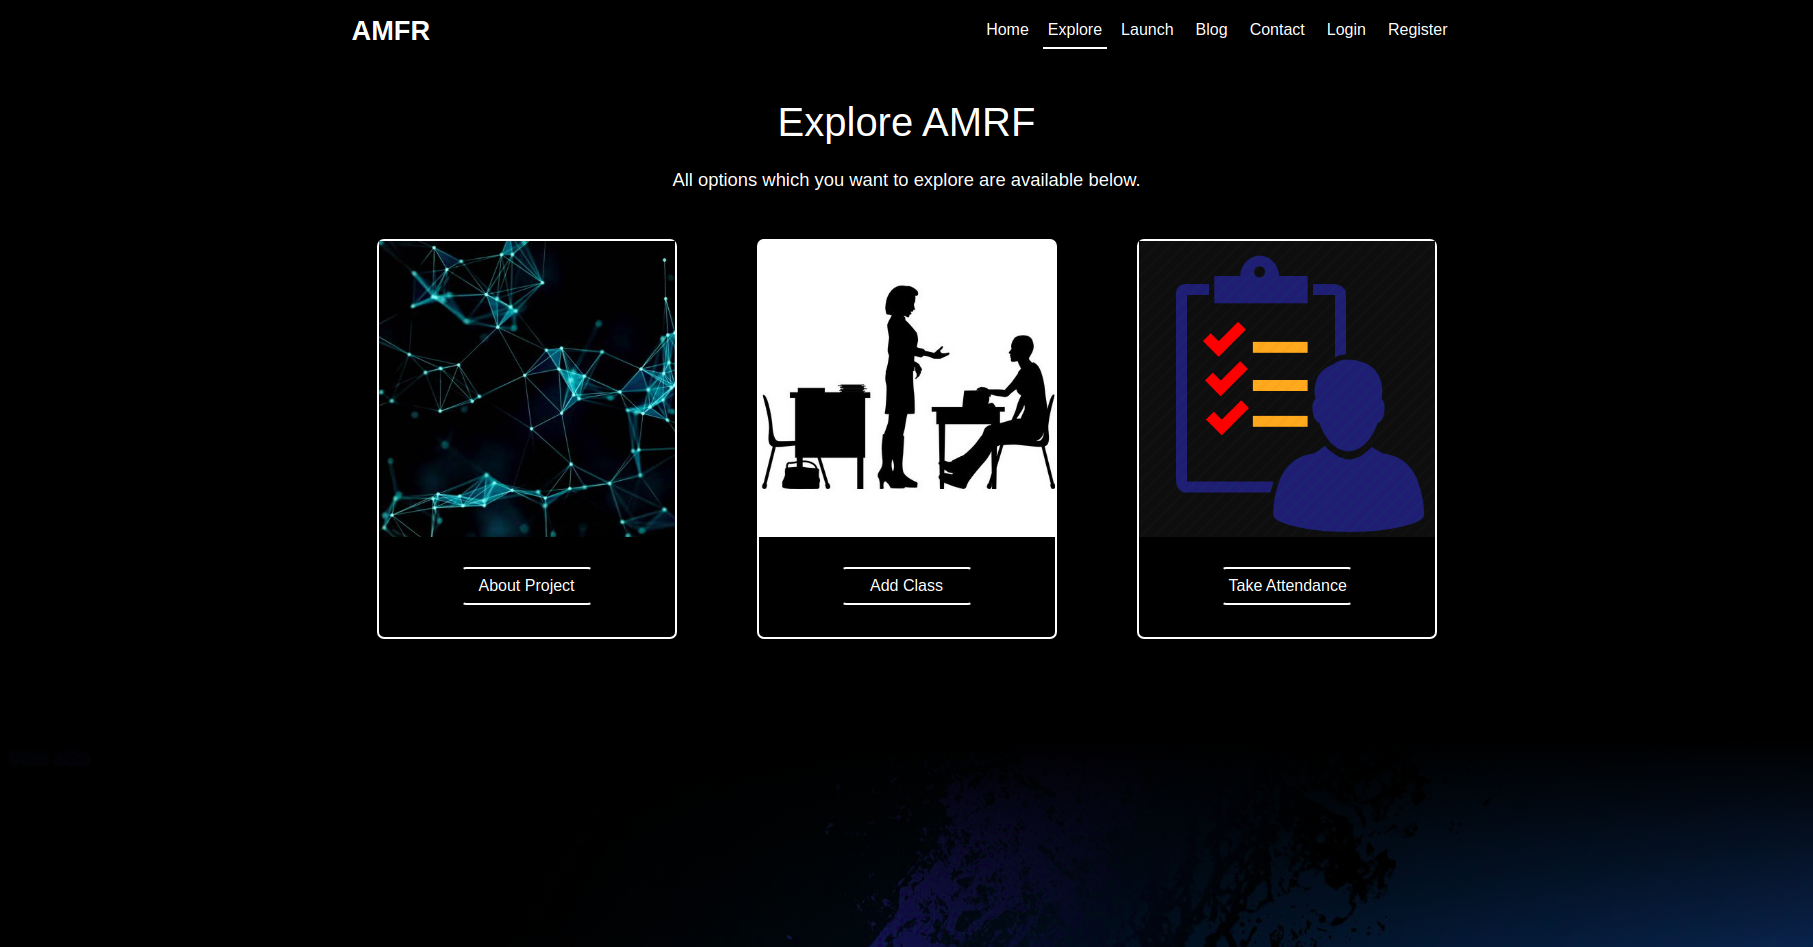 AMFR
Home Explore Launch Blog Contact Login Register
Explore AMRF
All options which you want to explore are available below.
About Project
Add Class
Take Attendance